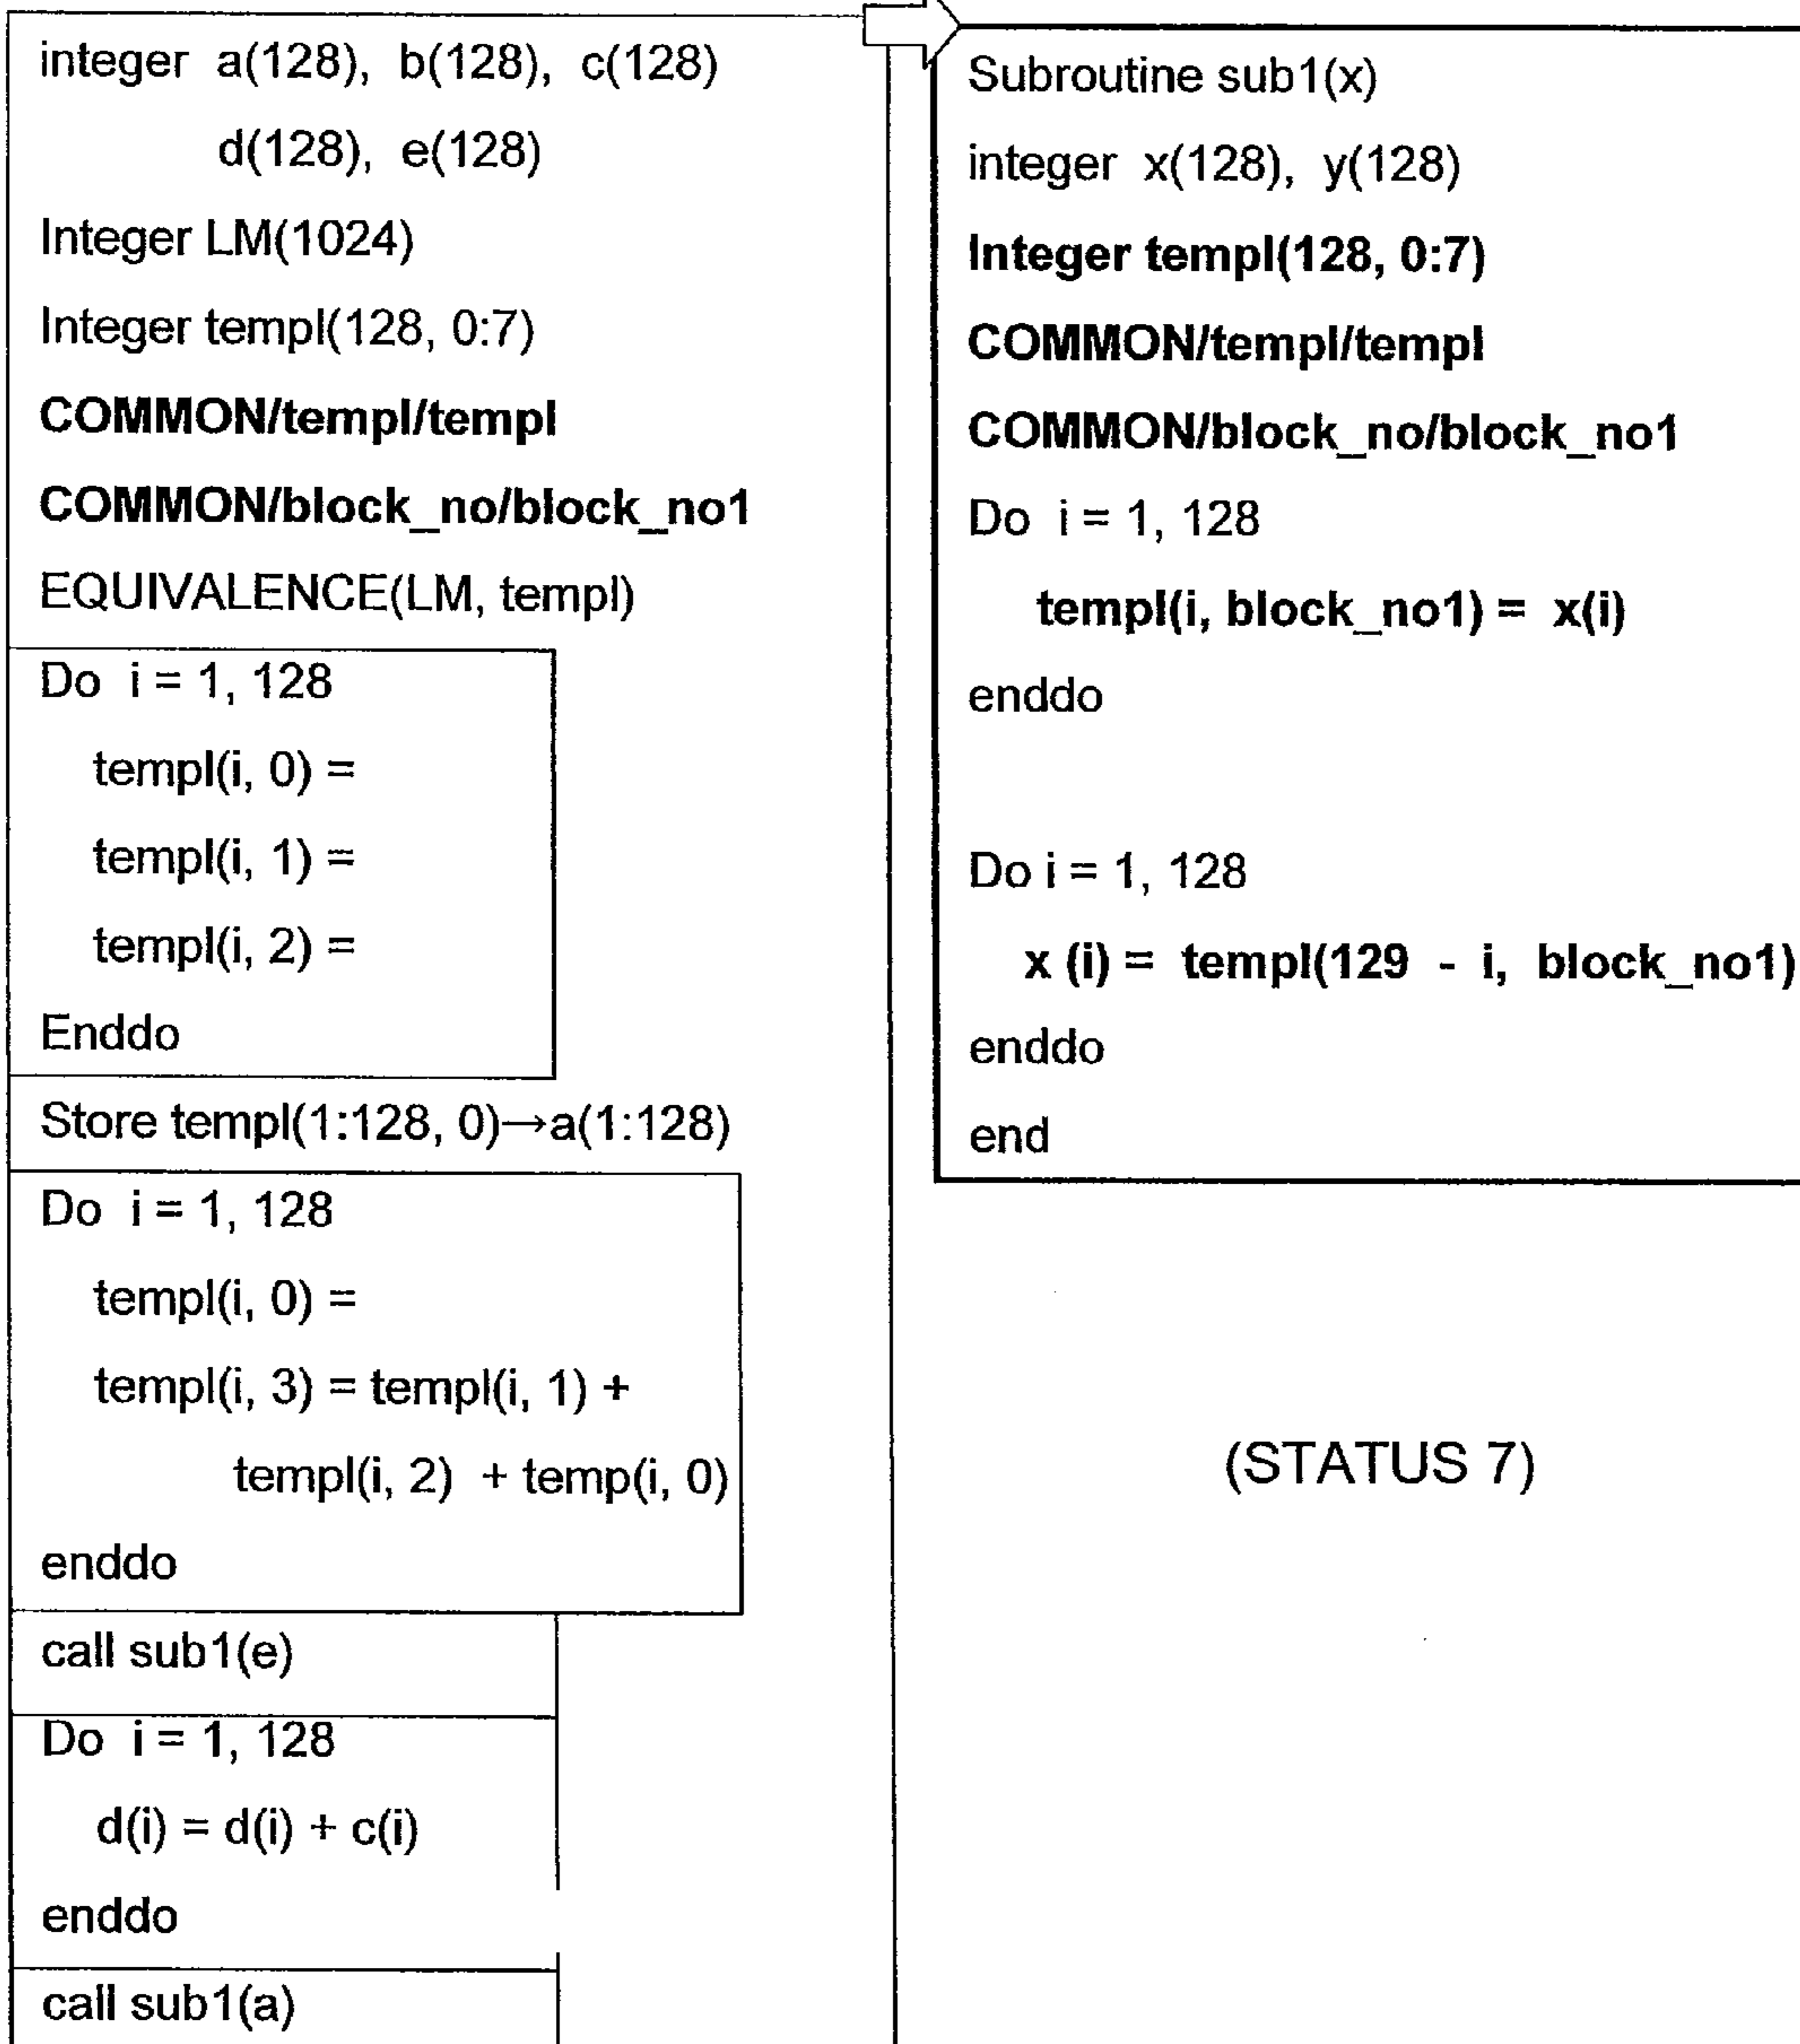 integer a(128), b(128), c(128)
d(128), e(128)
Integer LM(1024)
Integer templ(128, 0:7)
COMMON/templ/templ
COMMON/block_no/block_no1
EQUIVALENCE(LM, templ)
Do i = 1, 128
templ(i, 0) =
templ(i, 1) =
templ(i, 2) =
Enddo
Store templ(1:128, 0)→a(1:128)
Do i = 1, 128
templ(i, 0) =
templ(i, 3) = templ(i, 1) +
templ(i, 2) + temp(i, 0)
enddo
call sub1(e)
Do i = 1, 128
d(i) = d(i) + c(i)
enddo
call sub1(a)
Subroutine sub1(x)
integer x(128), y(128)
Integer templ(128, 0:7)
COMMON/templ/templ
COMMON/block_no/block_no1
Do i = 1, 128
templ(i, block_no1) = x(i)
enddo
Do i = 1, 128
x (i) = templ(129 - i, block_no1)
enddo
end
(STATUS 7)